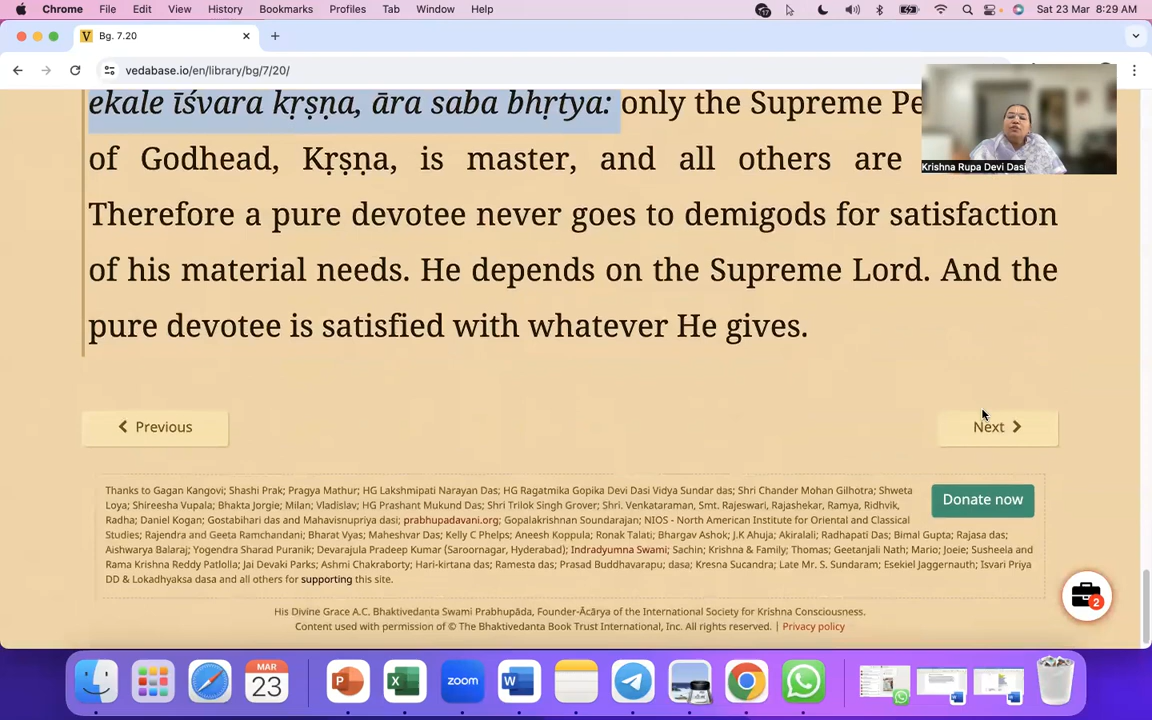 Chrome File Edit View History Bookmarks Profiles Tab Window Help
17
Sat 23 Mar 8:29 AM
Bg. 7.20
vedabase.io/en/library/bg/7/20/
ekale īśvara kṛṣṇa, āra saba bhṛtya: only the Supreme Pe
of Godhead, Kṛṣṇa, is master, and all others are
Krishna Rupa Devi Dasi
Therefore a pure devotee never goes to demigods for satisfaction
of his material needs. He depends on the Supreme Lord. And the
pure devotee is satisfied with whatever He gives.
Previous
Next
Thanks to Gagan Kangovi; Shashi Prak; Pragya Mathur; HG Lakshmipati Narayan Das; HG Ragatmika Gopika Devi Dasi Vidya Sundar das; Shri Chander Mohan Gilhotra; Shweta
Loya; Shireesha Vupala; Bhakta Jorgie; Milan; Vladislav; HG Prashant Mukund Das; Shri Trilok Singh Grover; Shru. Venkataraman, Smt. Rajeswari, Rajashekar, Ramya, Ridhvik,
Radha; Daniel Kogan; Gostabihari das and Mahavisnupriya dasi; prabhupadavani.org; Gopalakrishnan Soundarajan; NIOS - North American Institute for Oriental and Classical
Studies; Rajendra and Geeta Ramchandani; Bharat Vyas; Maheshvar Das; Kelly C Phelps; Aneesh Koppula; Ronak Talati; Bhargav Ashok; J.K Ahuja; Akiralali; Radhapati Das; Bimal Gupta; Rajasa das;
Aishwarya Balaraj; Yogendra Sharad Puranik; Devarajula Pradeep Kumar (Saroornagar, Hyderabad); Indradyumna Swami; Sachin; Krishna & Family; Thomas; Geetanjali Nath; Mario; Joeie; Susheela and
Rama Krishna Reddy Patlolla; Jai Devaki Parks; Ashmi Chakraborty; Hari-kirtana das; Ramesta das; Prasad Buddhavarapu; dasa; Kresna Sucandra; Late Mr. S. Sundaram; Esekiel Jaggernauth; Isvari Priya
DD & Lokadhyaksa dasa and all others for supporting this site.
Donate now
2
His Divine Grace A.C. Bhaktivedanta Swami Prabhupāda, Founder-Ācārya of the International Society for Krishna Consciousness.
Content used with permission of © The Bhaktivedanta Book Trust International, Inc. All rights reserved. | Privacy policy
MAR
23
zoom